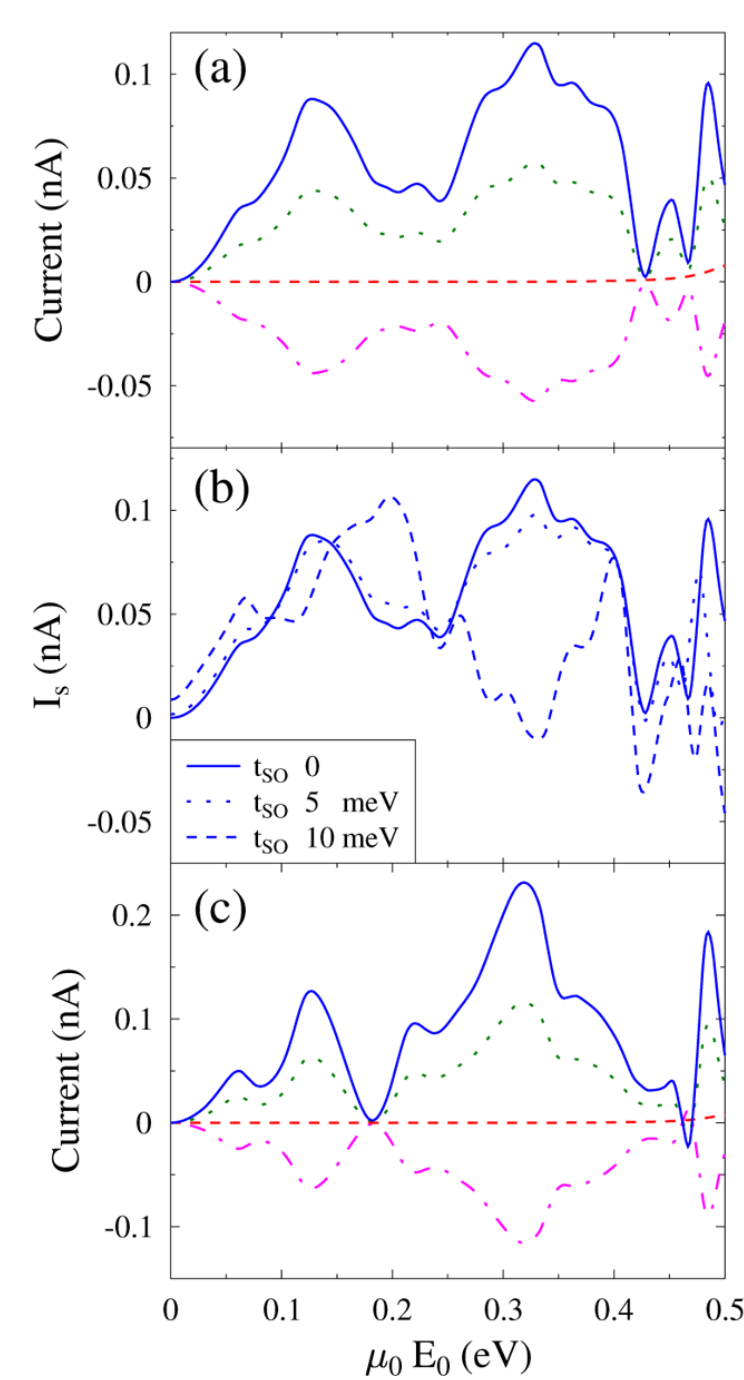 (a)
0.1
0.05
0
-0.05
Current (nA)
(b)
0.1
0.05
0
-0.05
I_s (nA)
t_SO 0
t_SO 5 meV
t_SO 10 meV
(c)
0.2
0.1
0
-0.1
Current (nA)
0 0.1 0.2 0.3 0.4 0.5
μ₀ E₀ (eV)